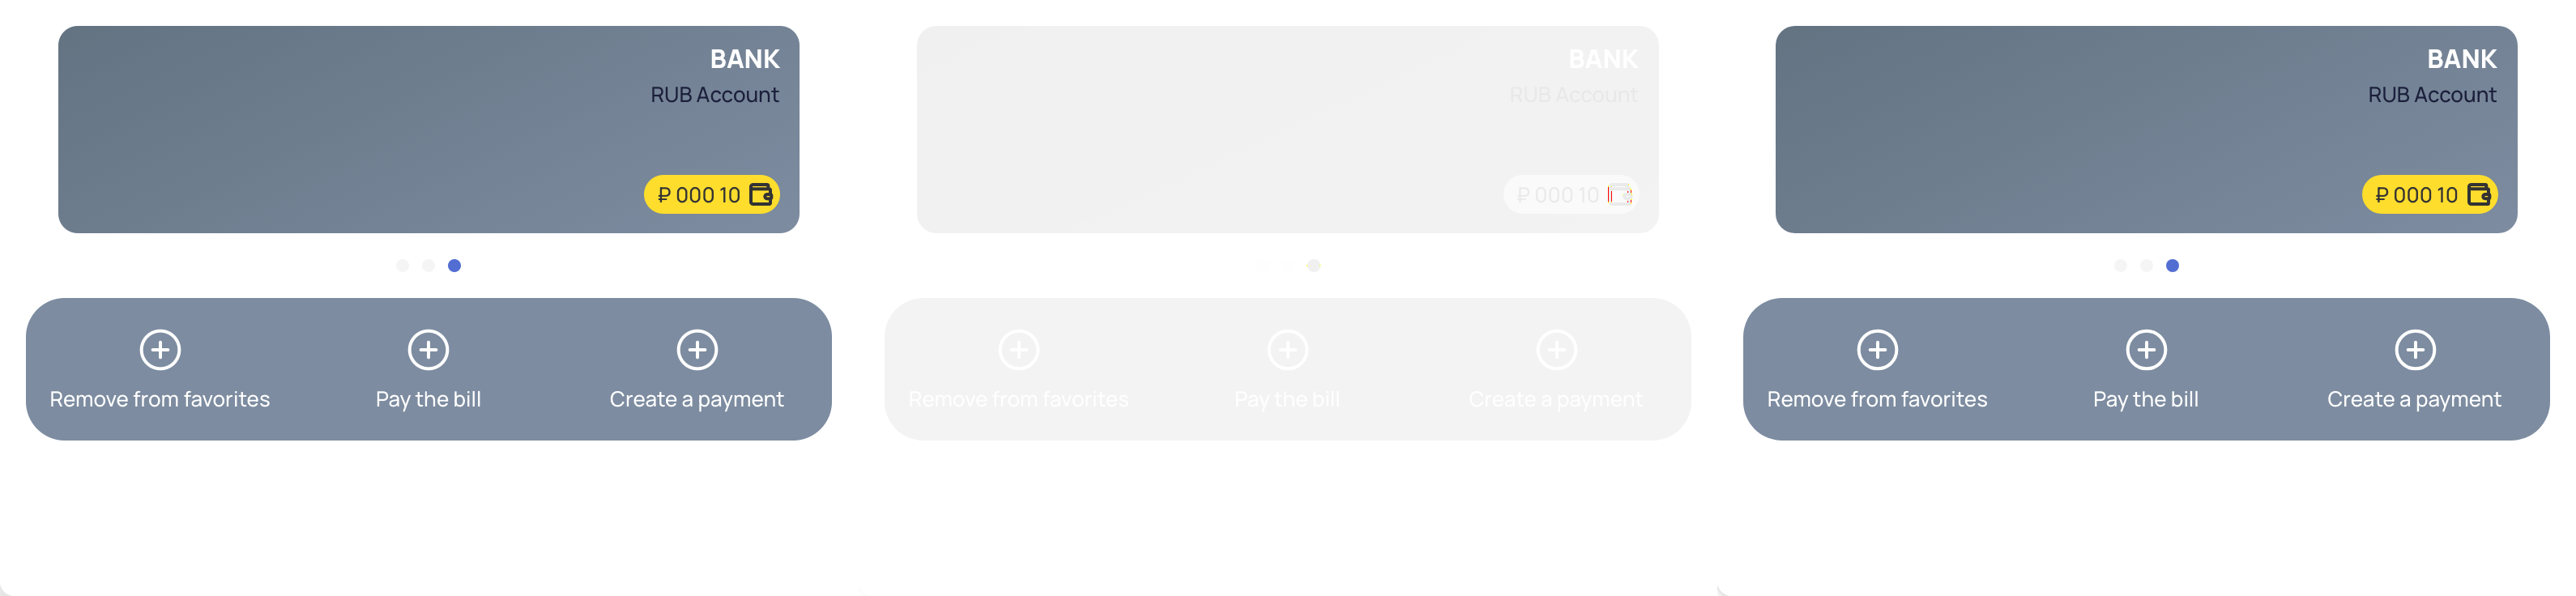 BANK
RUB Account
₽ 000 10
Remove from favorites
Pay the bill
Create a payment
BANK
RUB Account
₽ 000 10
Remove from favorites
Pay the bill
Create a payment
BANK
RUB Account
₽ 000 10
Remove from favorites
Pay the bill
Create a payment